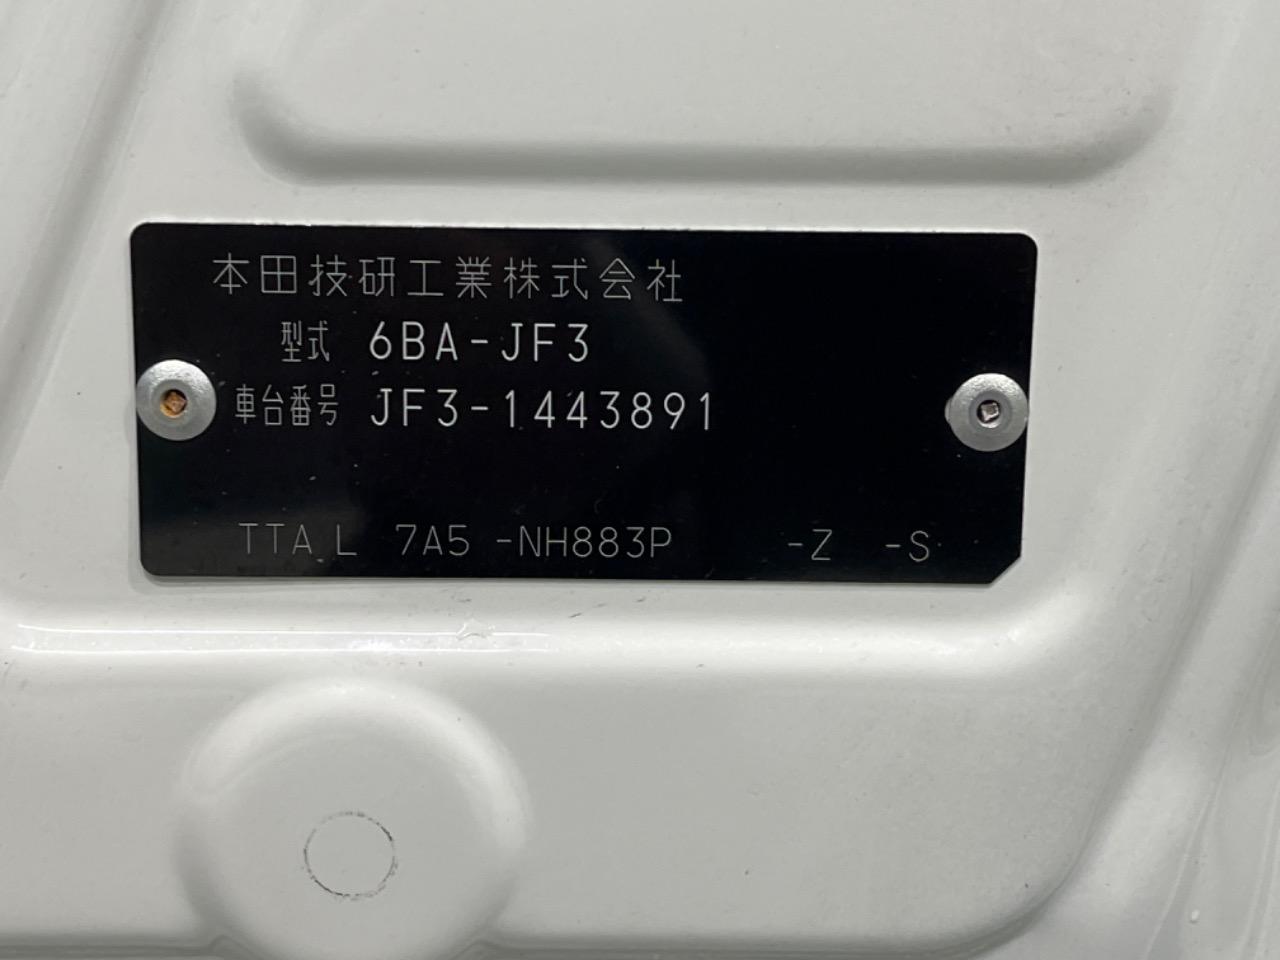 本田技研工業株式会社
型式 6BA-JF3
車台番号 JF3-1443891
TTA L 7A5 -NH883P -Z -S